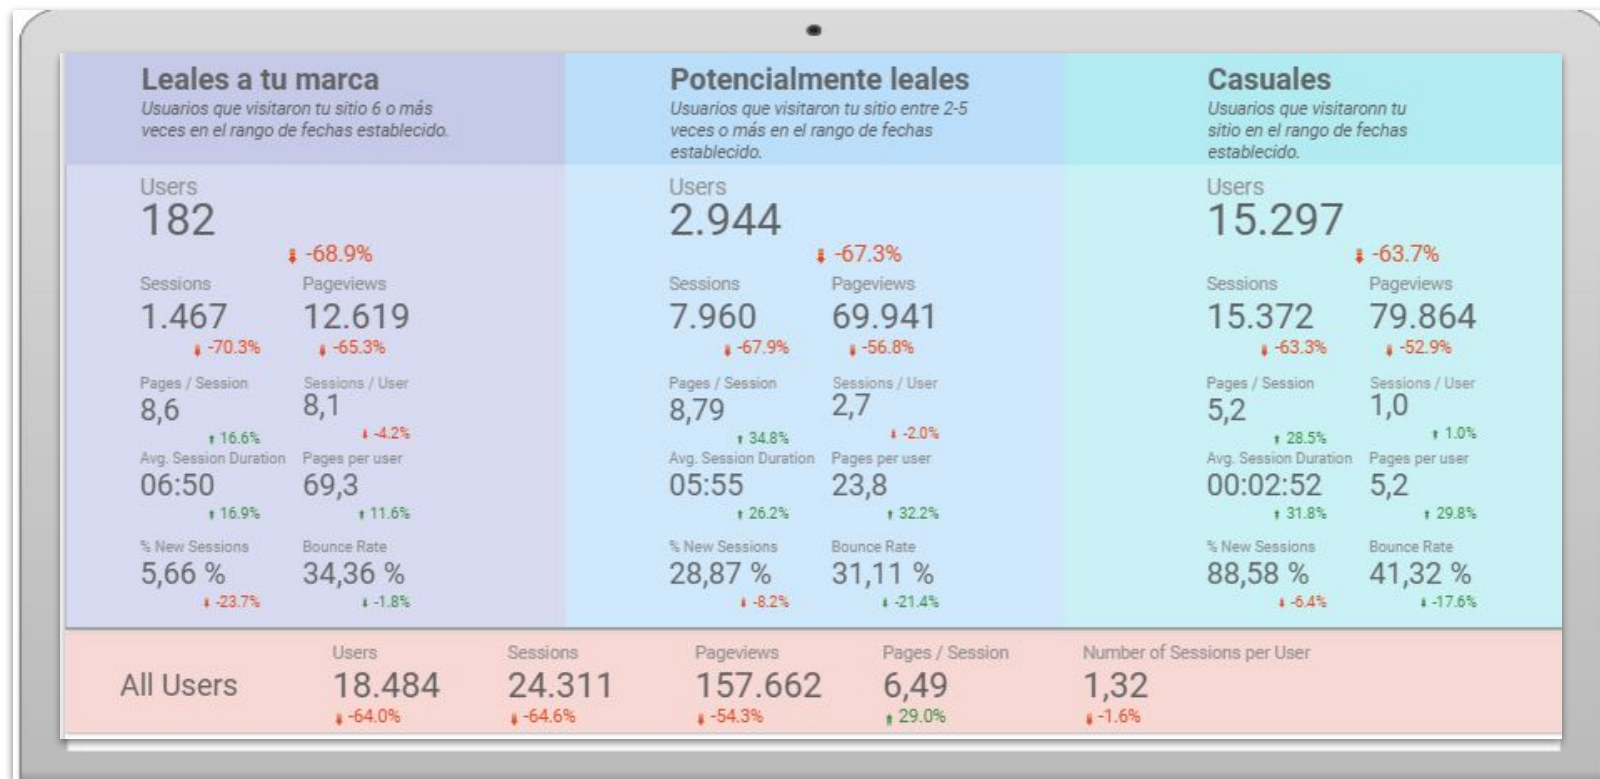 Leales a tu marca
Usuarios que visitaron tu sitio 6 o más
veces en el rango de fechas establecido.
Users
182
-68.9%
Sessions Pageviews
1.467 12.619
-70.3% -65.3%
Pages / Session Sessions / User
8,6 8,1
16.6% -4.2%
Avg. Session Duration Pages per user
06:50 69,3
16.9% 11.6%
% New Sessions Bounce Rate
5,66 % 34,36 %
-23.7% -1.8%
Potencialmente leales
Usuarios que visitaron tu sitio entre 2-5
veces o más en el rango de fechas
establecido.
Users
2.944
-67.3%
Sessions Pageviews
7.960 69.941
-67.9% -56.8%
Pages / Session Sessions / User
8,79 2,7
34.8% -2.0%
Avg. Session Duration Pages per user
05:55 23,8
26.2% 32.2%
% New Sessions Bounce Rate
28,87 % 31,11 %
-8.2% -21.4%
Casuales
Usuarios que visitaronn tu
sitio en el rango de fechas
establecido.
Users
15.297
-63.7%
Sessions Pageviews
15.372 79.864
-63.3% -52.9%
Pages / Session Sessions / User
5,2 1,0
28.5% 1.0%
Avg. Session Duration Pages per user
00:02:52 5,2
31.8% 29.8%
% New Sessions Bounce Rate
88,58 % 41,32 %
-6.4% -17.6%
All Users
Users Sessions Pageviews Pages / Session Number of Sessions per User
18.484 24.311 157.662 6,49 1,32
-64.0% -64.6% -54.3% 29.0% -1.6%